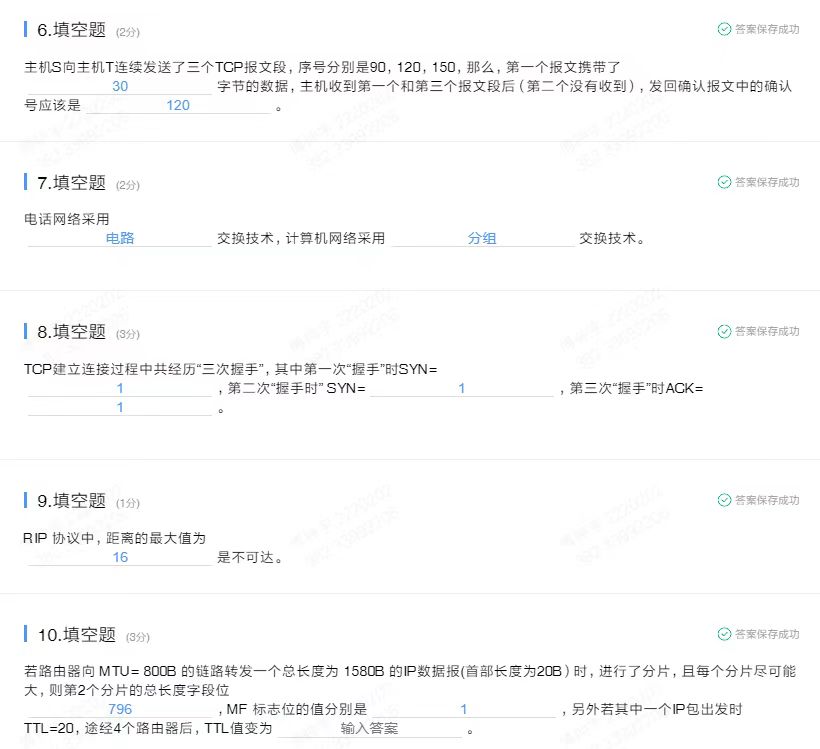 6.填空题 (2分) 答案保存成功
主机S向主机T连续发送了三个TCP报文段，序号分别是90，120，150，那么，第一个报文携带了
30 字节的数据，主机收到第一个和第三个报文段后（第二个没有收到），发回确认报文中的确认
号应该是 120 。
7.填空题 (2分) 答案保存成功
电话网络采用
电路 交换技术，计算机网络采用 分组 交换技术。
8.填空题 (3分) 答案保存成功
TCP建立连接过程中共经历“三次握手”，其中第一次“握手”时SYN=
1 ，第二次“握手时” SYN= 1 ，第三次“握手”时ACK=
1 。
9.填空题 (1分) 答案保存成功
RIP 协议中，距离的最大值为
16 是不可达。
10.填空题 (3分) 答案保存成功
若路由器向 MTU= 800B 的链路转发一个总长度为 1580B 的IP数据报(首部长度为20B ) 时，进行了分片，且每个分片尽可能
大，则第2个分片的总长度字段位
796 ，MF 标志位的值分别是 1 ，另外若其中一个IP包出发时
TTL=20，途经4个路由器后，TTL值变为 输入答案 。